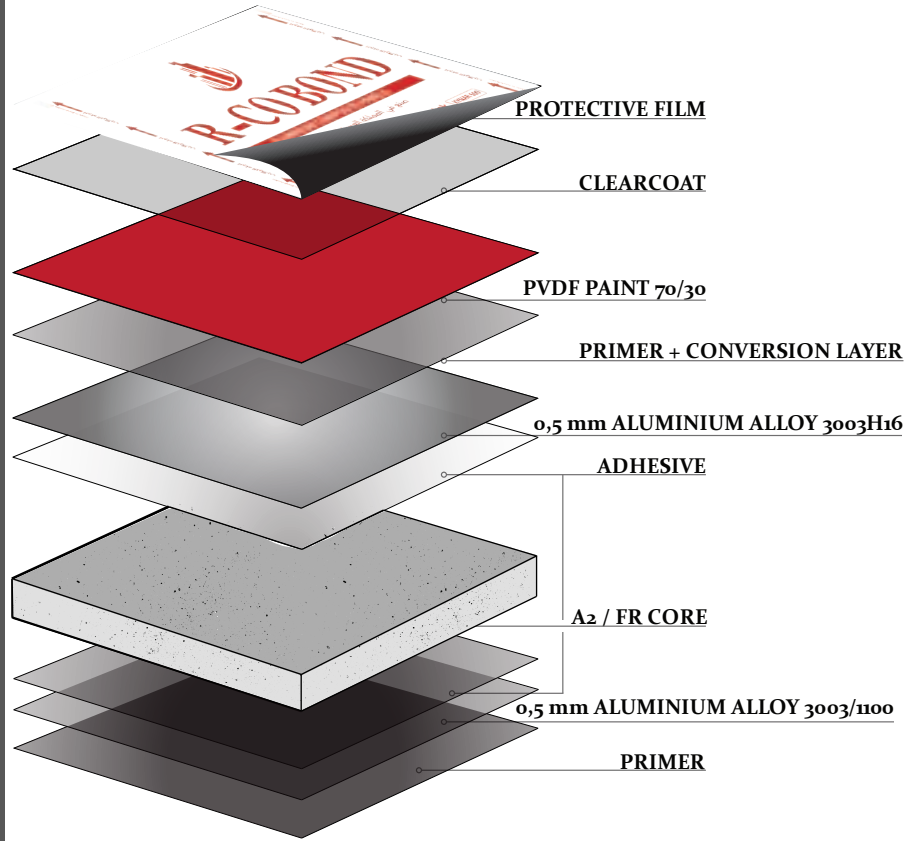 R-COBOND
PROTECTIVE FILM
CLEARCOAT
PVDF PAINT 70/30
PRIMER + CONVERSION LAYER
0,5 mm ALUMINIUM ALLOY 3003H16
ADHESIVE
A2 / FR CORE
0,5 mm ALUMINIUM ALLOY 3003/1100
PRIMER